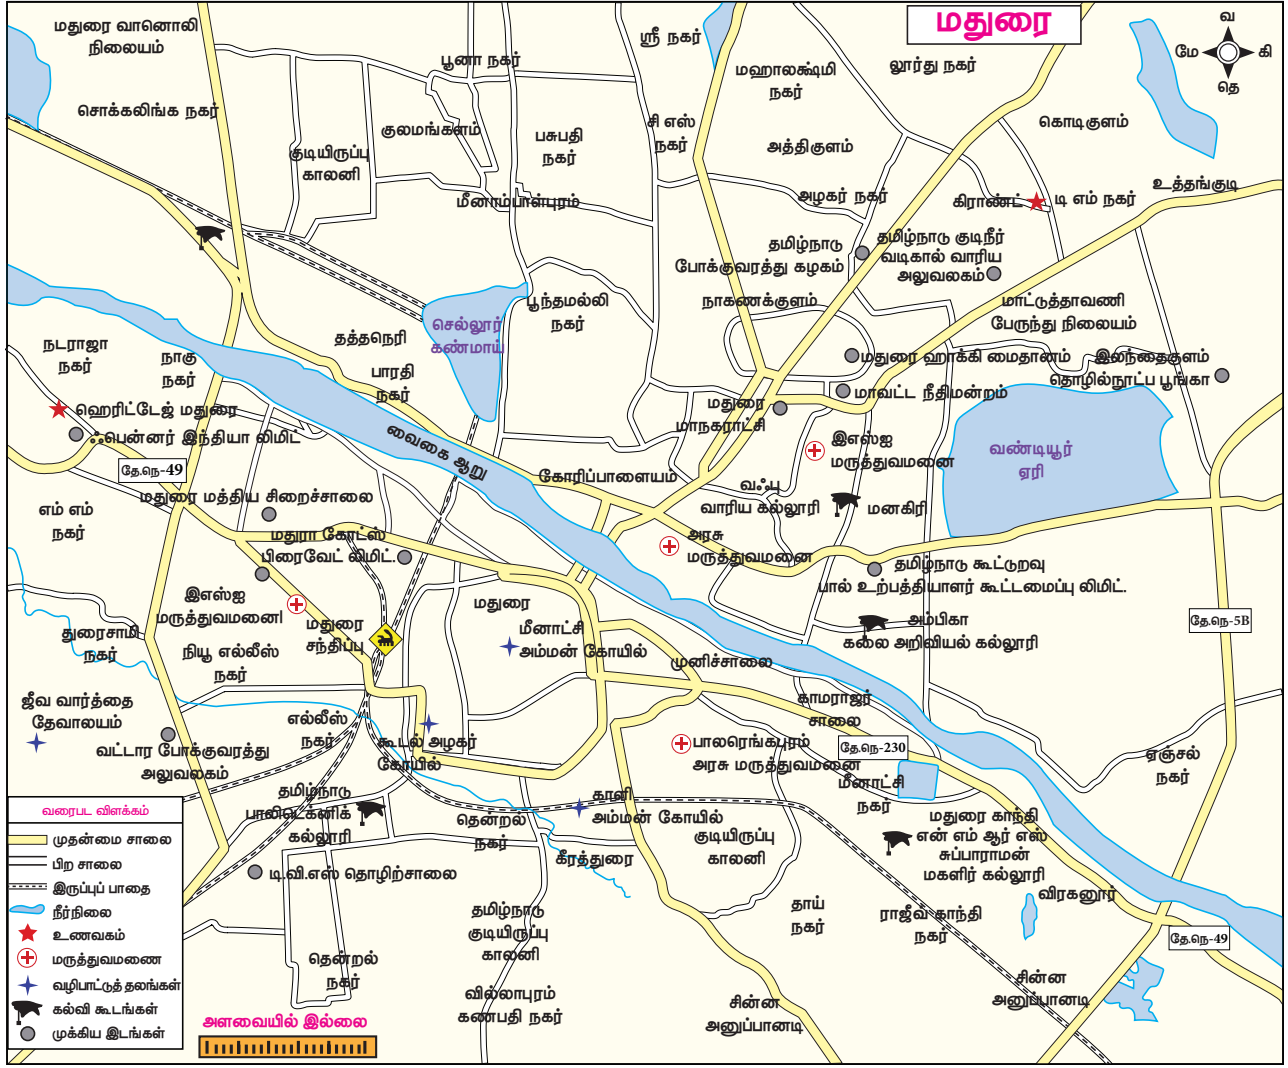 மதுரை
வ
மே
கி
தெ
மதுரை வானொலி
நிலையம்
சொக்கலிங்க நகர்
பூனா நகர்
ஸ்ரீ நகர்
மஹாலக்ஷ்மி
நகர்
லூர்து நகர்
குலமங்களம்
குடியிருப்பு
காலனி
பசுபதி
நகர்
சி எஸ்
நகர்
அத்திகுளம்
கொடிகுளம்
மீனாம்பாள்புரம்
அழகர் நகர்
கிராண்ட்
டி எம் நகர்
உத்தங்குடி
தமிழ்நாடு
போக்குவரத்து கழகம்
தமிழ்நாடு குடிநீர்
வடிகால் வாரிய
அலுவலகம்
நாகணக்குளம்
மாட்டுத்தாவணி
பேருந்து நிலையம்
பூந்தமல்லி
நகர்
செல்லூர்
கண்மாய்
தத்தநெரி
நடராஜா
நகர்
நாகு
நகர்
பாரதி
நகர்
மதுரை ஹாக்கி மைதானம்
இலந்தைகுளம்
தொழில்நூட்ப பூங்கா
மாவட்ட நீதிமன்றம்
ஹெரிட்டேஜ் மதுரை
ஃபென்னர் இந்தியா லிமிட்
மதுரை
மாநகராட்சி
வைகை ஆறு
இஎஸ்ஐ
மருத்துவமனை
வண்டியூர்
ஏரி
தே.நெ-49
கோரிப்பாளையம்
வஃபு
வாரிய கல்லூரி
மனகிரி
எம் எம்
நகர்
மதுரை மத்திய சிறைச்சாலை
மதுரா கோட்ஸ்
பிரைவேட் லிமிட்.
அரசு
மருத்துவமனை
தமிழ்நாடு கூட்டுறவு
பால் உற்பத்தியாளர் கூட்டமைப்பு லிமிட்.
இஎஸ்ஐ
மருத்துவமனை
மதுரை
சந்திப்பு
மதுரை
மீனாட்சி
அம்மன் கோயில்
அம்பிகா
கலை அறிவியல் கல்லூரி
தே.நெ-5B
துரைசாமி
நகர்
நியூ எல்லீஸ்
நகர்
முனிச்சாலை
ஜீவ வார்த்தை
தேவாலயம்
வட்டார போக்குவரத்து
அலுவலகம்
எல்லீஸ்
நகர்
கூடல் அழகர்
கோயில்
காமராஜர்
சாலை
பாலரெங்கபுரம்
அரசு மருத்துவமனை
தே.நெ-230
ஏஞ்சல்
நகர்
மீனாட்சி
நகர்
தமிழ்நாடு
பாலிடெக்னிக்
கல்லூரி
காளி
அம்மன் கோயில்
தென்றல்
நகர்
குடியிருப்பு
காலனி
மதுரை காந்தி
என் எம் ஆர் எஸ்
சுப்பாராமன்
மகளிர் கல்லூரி
கீரத்துரை
டி.வி.எஸ் தொழிற்சாலை
விரகனூர்
தமிழ்நாடு
குடியிருப்பு
காலனி
தாய்
நகர்
ராஜீவ் காந்தி
நகர்
தே.நெ-49
தென்றல்
நகர்
வில்லாபுரம்
கணபதி நகர்
சின்ன
அனுப்பானடி
சின்ன
அனுப்பானடி
வரைபட விளக்கம்
முதன்மை சாலை
பிற சாலை
இருப்புப் பாதை
நீர்நிலை
உணவகம்
மருத்துவமணை
வழிபாட்டுத் தலங்கள்
கல்வி கூடங்கள்
முக்கிய இடங்கள்
அளவையில் இல்லை